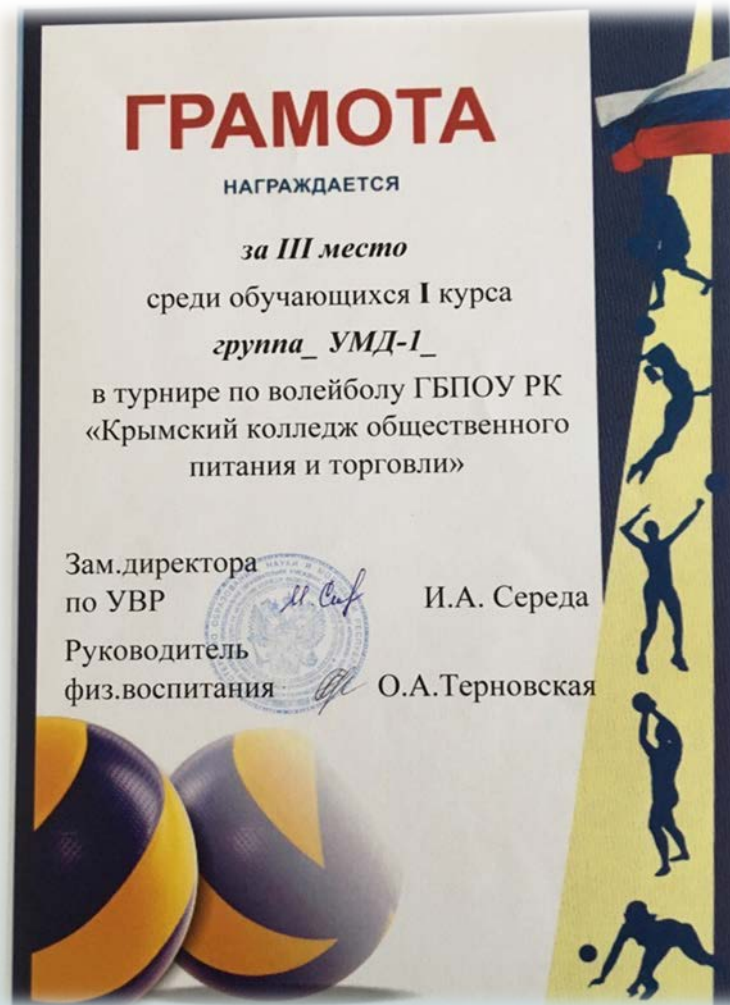 ГРАМОТА
НАГРАЖДАЕТСЯ
за III место
среди обучающихся I курса
группа_ УМД-1_
в турнире по волейболу ГБПОУ РК
«Крымский колледж общественного
питания и торговли»
Зам.директора
по УВР И.А. Середа
Руководитель
физ.воспитания О.А.Терновская